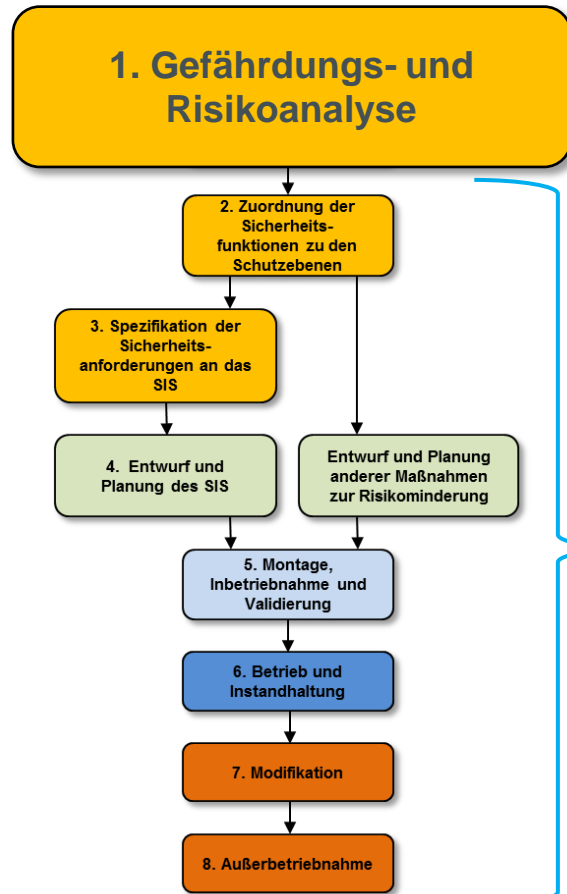 1. Gefährdungs- und
Risikoanalyse
2. Zuordnung der
Sicherheits-
funktionen zu den
Schutzebenen
3. Spezifikation der
Sicherheits-
anforderungen an das
SIS
4. Entwurf und
Planung des SIS
Entwurf und Planung
anderer Maßnahmen
zur Risikominderung
5. Montage,
Inbetriebnahme und
Validierung
6. Betrieb und
Instandhaltung
7. Modifikation
8. Außerbetriebnahme